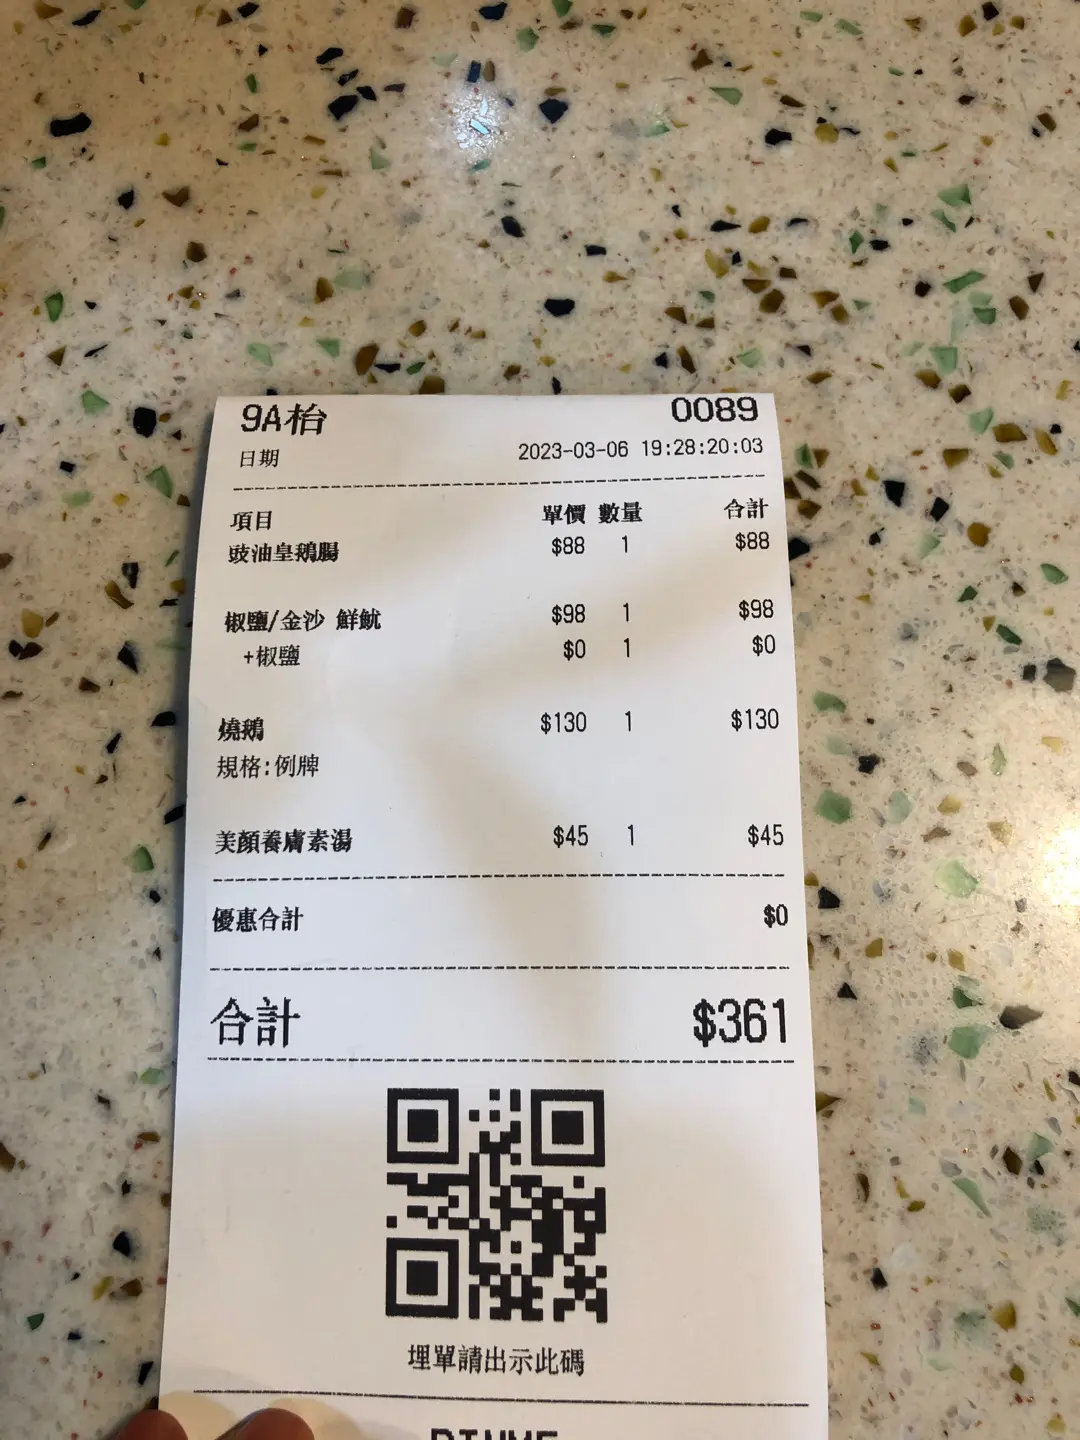 9A枱 0089
日期 2023-03-06 19:28:20:03
項目 單價 數量 合計
豉油皇鵝腸 $88 1 $88
椒鹽/金沙 鮮魷 $98 1 $98
+椒鹽 $0 1 $0
燒鵝 $130 1 $130
規格:例牌
美顏養膚素湯 $45 1 $45
優惠合計 $0
合計 $361
埋單請出示此碼